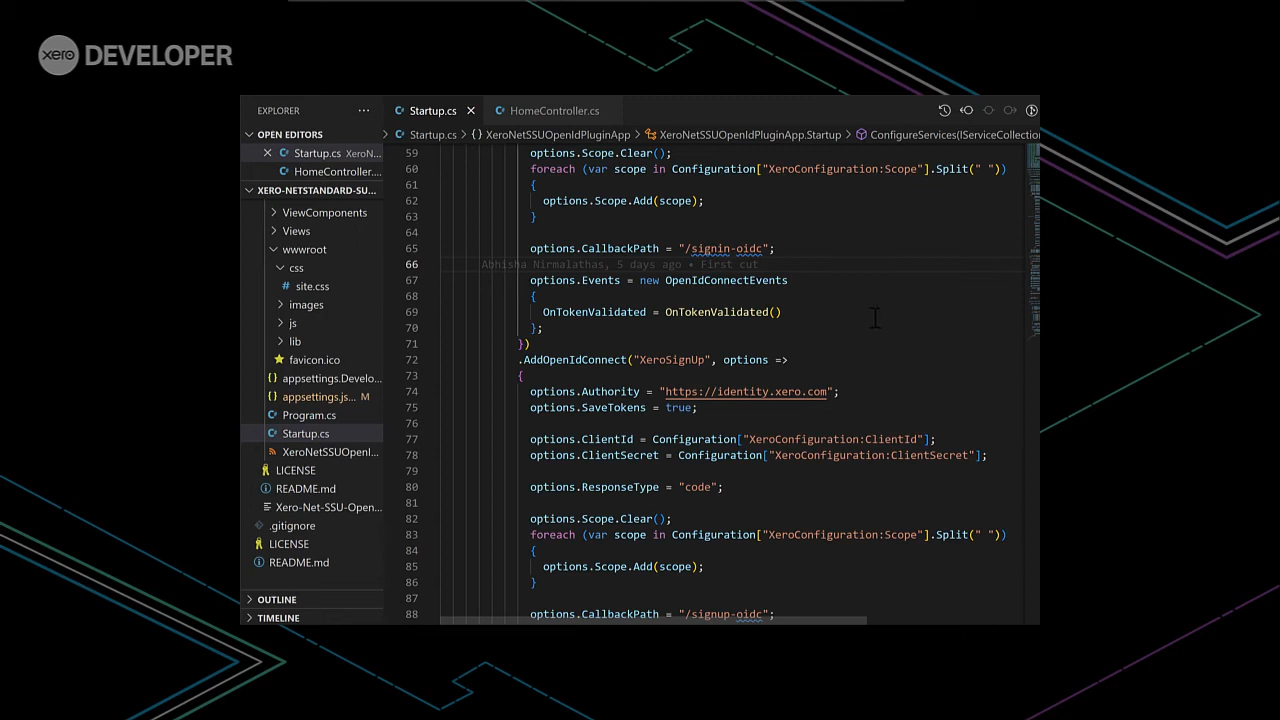 xero DEVELOPER
EXPLORER
OPEN EDITORS
Startup.cs XeroN...
HomeController....
XERO-NETSTANDARD-SU...
ViewComponents
Views
wwwroot
css
site.css
images
js
lib
favicon.ico
appsettings.Develo...
appsettings.js... M
Program.cs
Startup.cs
XeroNetSSUOpenI...
LICENSE
README.md
Xero-Net-SSU-Open...
.gitignore
LICENSE
README.md
OUTLINE
TIMELINE
Startup.cs
HomeController.cs
Startup.cs > {} XeroNetSSUOpenIdPluginApp > XeroNetSSUOpenIdPluginApp.Startup > ConfigureServices(IServiceCollectio
59 options.Scope.Clear();
60 foreach (var scope in Configuration["XeroConfiguration:Scope"].Split(" "))
61 {
62 options.Scope.Add(scope);
63 }
64
65 options.CallbackPath = "/signin-oidc";
66 Abhisha Nirmalathas, 5 days ago • First cut
67 options.Events = new OpenIdConnectEvents
68 {
69 OnTokenValidated = OnTokenValidated()
70 };
71 })
72 .AddOpenIdConnect("XeroSignUp", options =>
73 {
74 options.Authority = "https://identity.xero.com";
75 options.SaveTokens = true;
76
77 options.ClientId = Configuration["XeroConfiguration:ClientId"];
78 options.ClientSecret = Configuration["XeroConfiguration:ClientSecret"];
79
80 options.ResponseType = "code";
81
82 options.Scope.Clear();
83 foreach (var scope in Configuration["XeroConfiguration:Scope"].Split(" "))
84 {
85 options.Scope.Add(scope);
86 }
87
88 options.CallbackPath = "/signup-oidc";